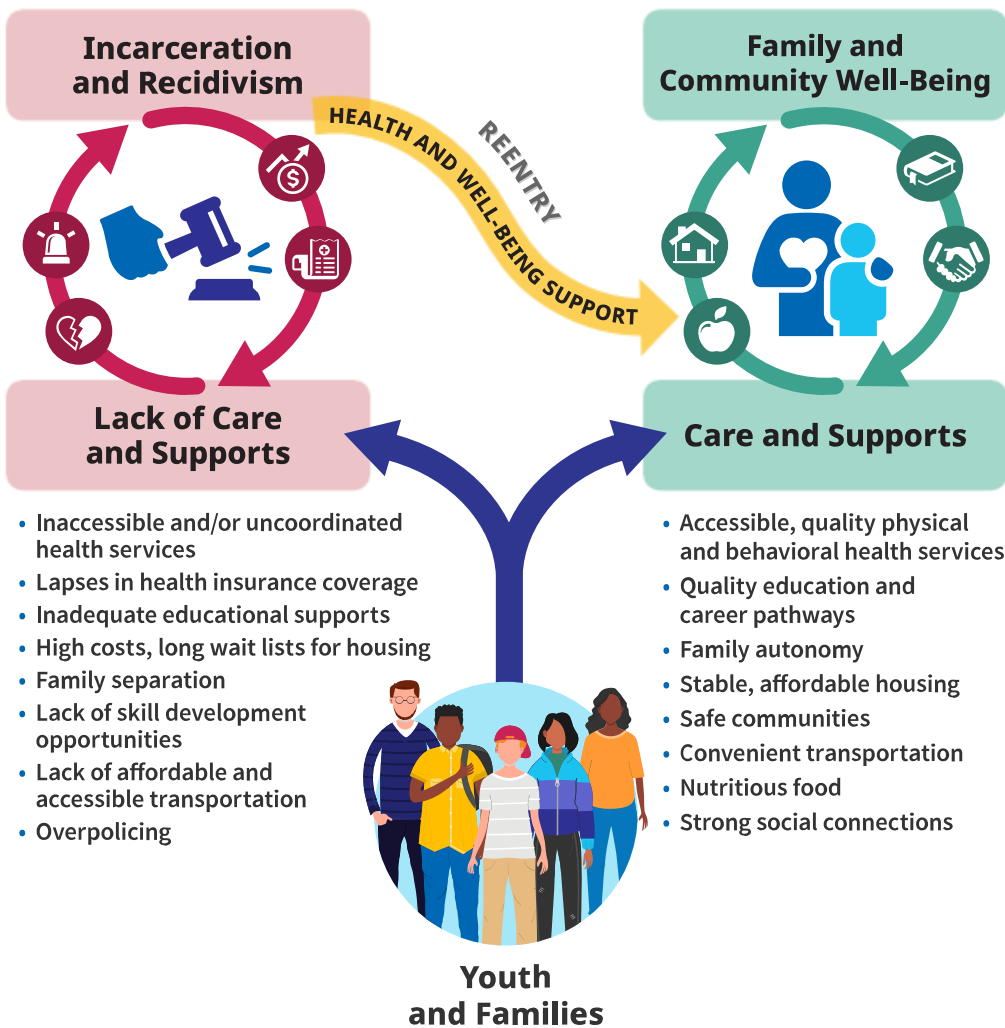 Incarceration
and Recidivism
Family and
Community Well-Being
HEALTH AND WELL-BEING SUPPORT
REENTRY
Lack of Care
and Supports
Care and Supports
• Inaccessible and/or uncoordinated
health services
• Lapses in health insurance coverage
• Inadequate educational supports
• High costs, long wait lists for housing
• Family separation
• Lack of skill development
opportunities
• Lack of affordable and
accessible transportation
• Overpolicing
• Accessible, quality physical
and behavioral health services
• Quality education and
career pathways
• Family autonomy
• Stable, affordable housing
• Safe communities
• Convenient transportation
• Nutritious food
• Strong social connections
Youth
and Families